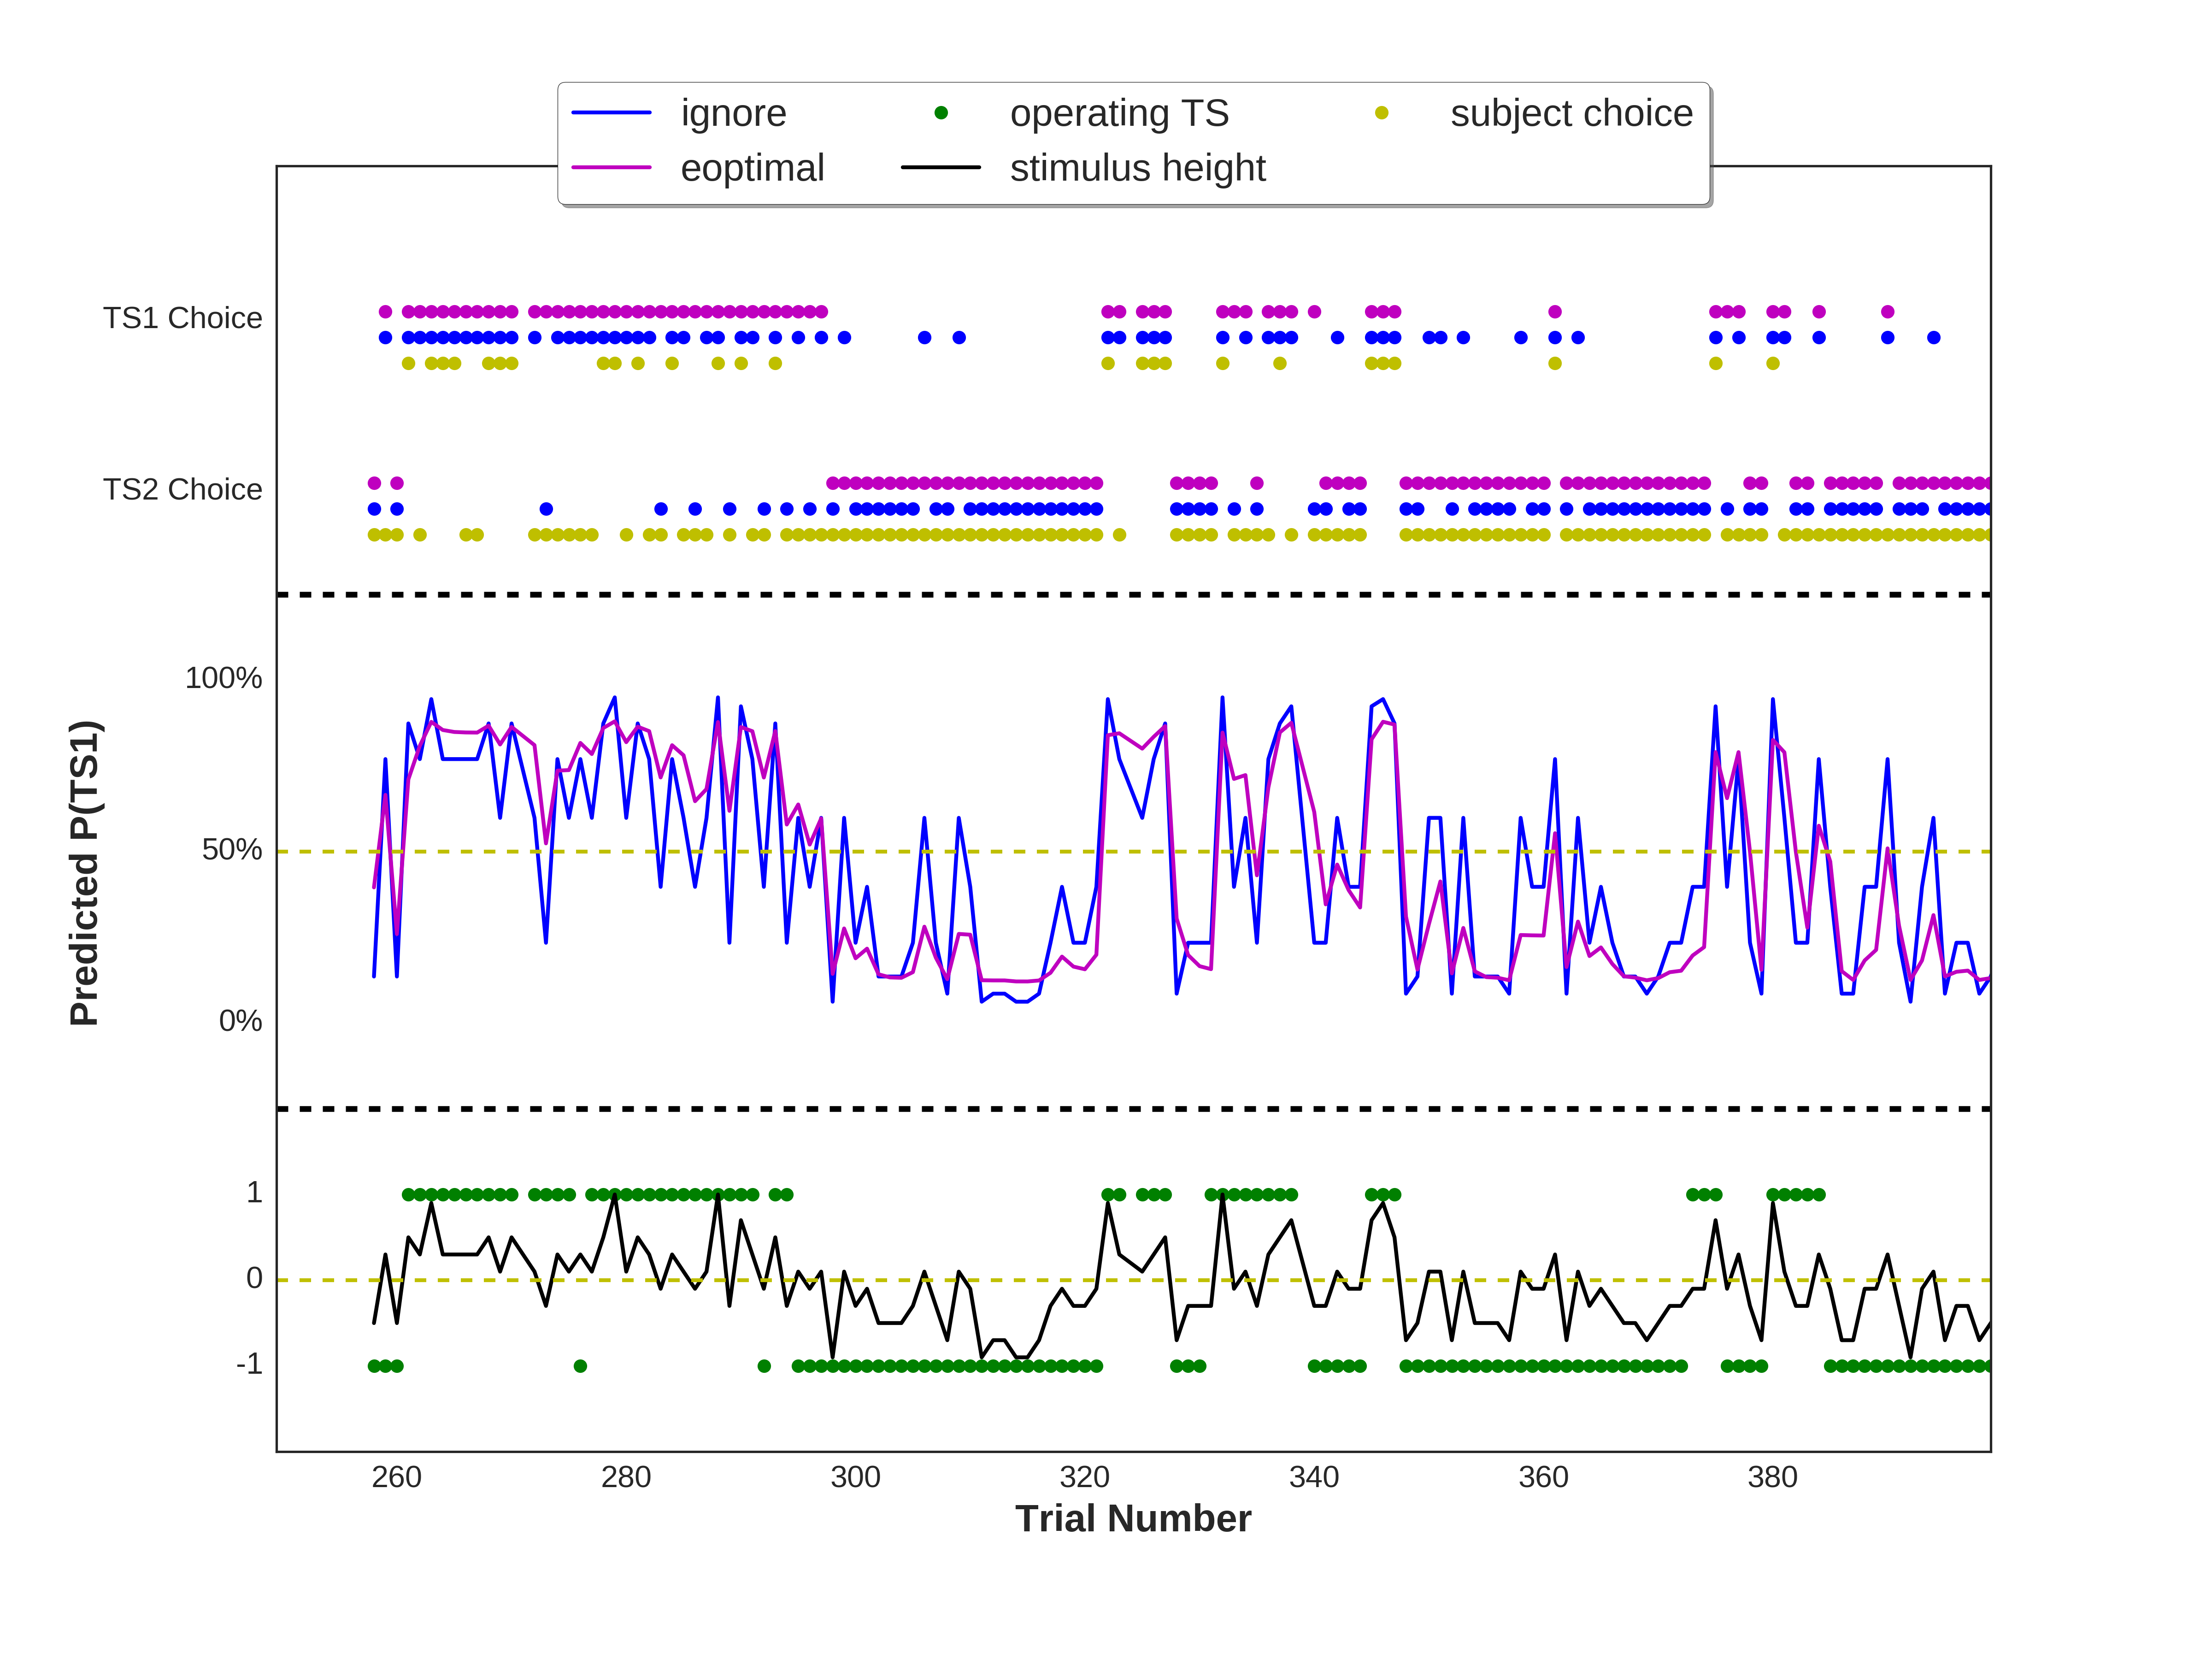 ignore
operating TS
subject choice
eoptimal
stimulus height
TS1 Choice
TS2 Choice
100%
50%
0%
Predicted P(TS1)
1
0
-1
260 280 300 320 340 360 380
Trial Number